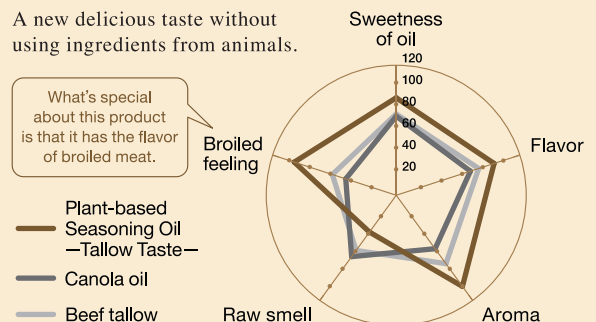 A new delicious taste without
using ingredients from animals.
What's special
about this product
is that it has the flavor
of broiled meat.
Sweetness
of oil
120
100
80
60
40
20
Flavor
Broiled
feeling
Raw smell
Aroma
Plant-based
Seasoning Oil
—Tallow Taste—
Canola oil
Beef tallow